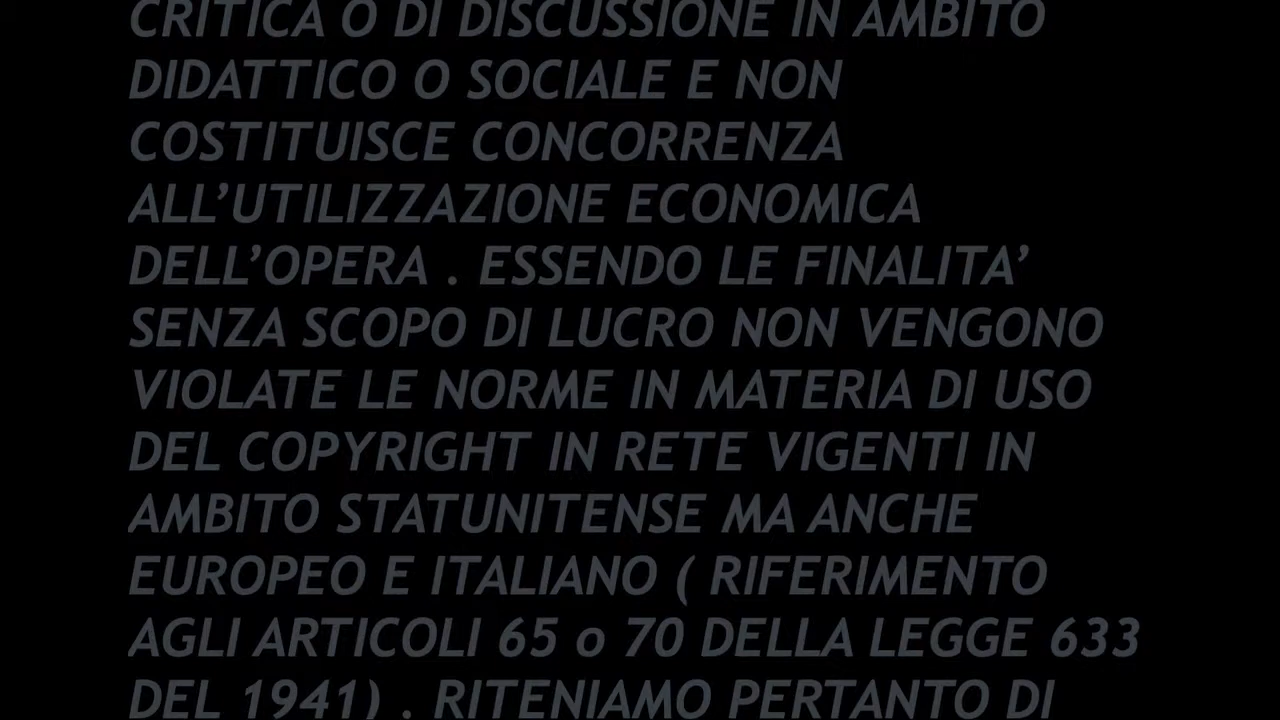 CRITICA O DI DISCUSSIONE IN AMBITO
DIDATTICO O SOCIALE E NON
COSTITUISCE CONCORRENZA
ALL’UTILIZZAZIONE ECONOMICA
DELL’OPERA . ESSENDO LE FINALITA’
SENZA SCOPO DI LUCRO NON VENGONO
VIOLATE LE NORME IN MATERIA DI USO
DEL COPYRIGHT IN RETE VIGENTI IN
AMBITO STATUNITENSE MA ANCHE
EUROPEO E ITALIANO ( RIFERIMENTO
AGLI ARTICOLI 65 o 70 DELLA LEGGE 633
DEL 1941) . RITENIAMO PERTANTO DI